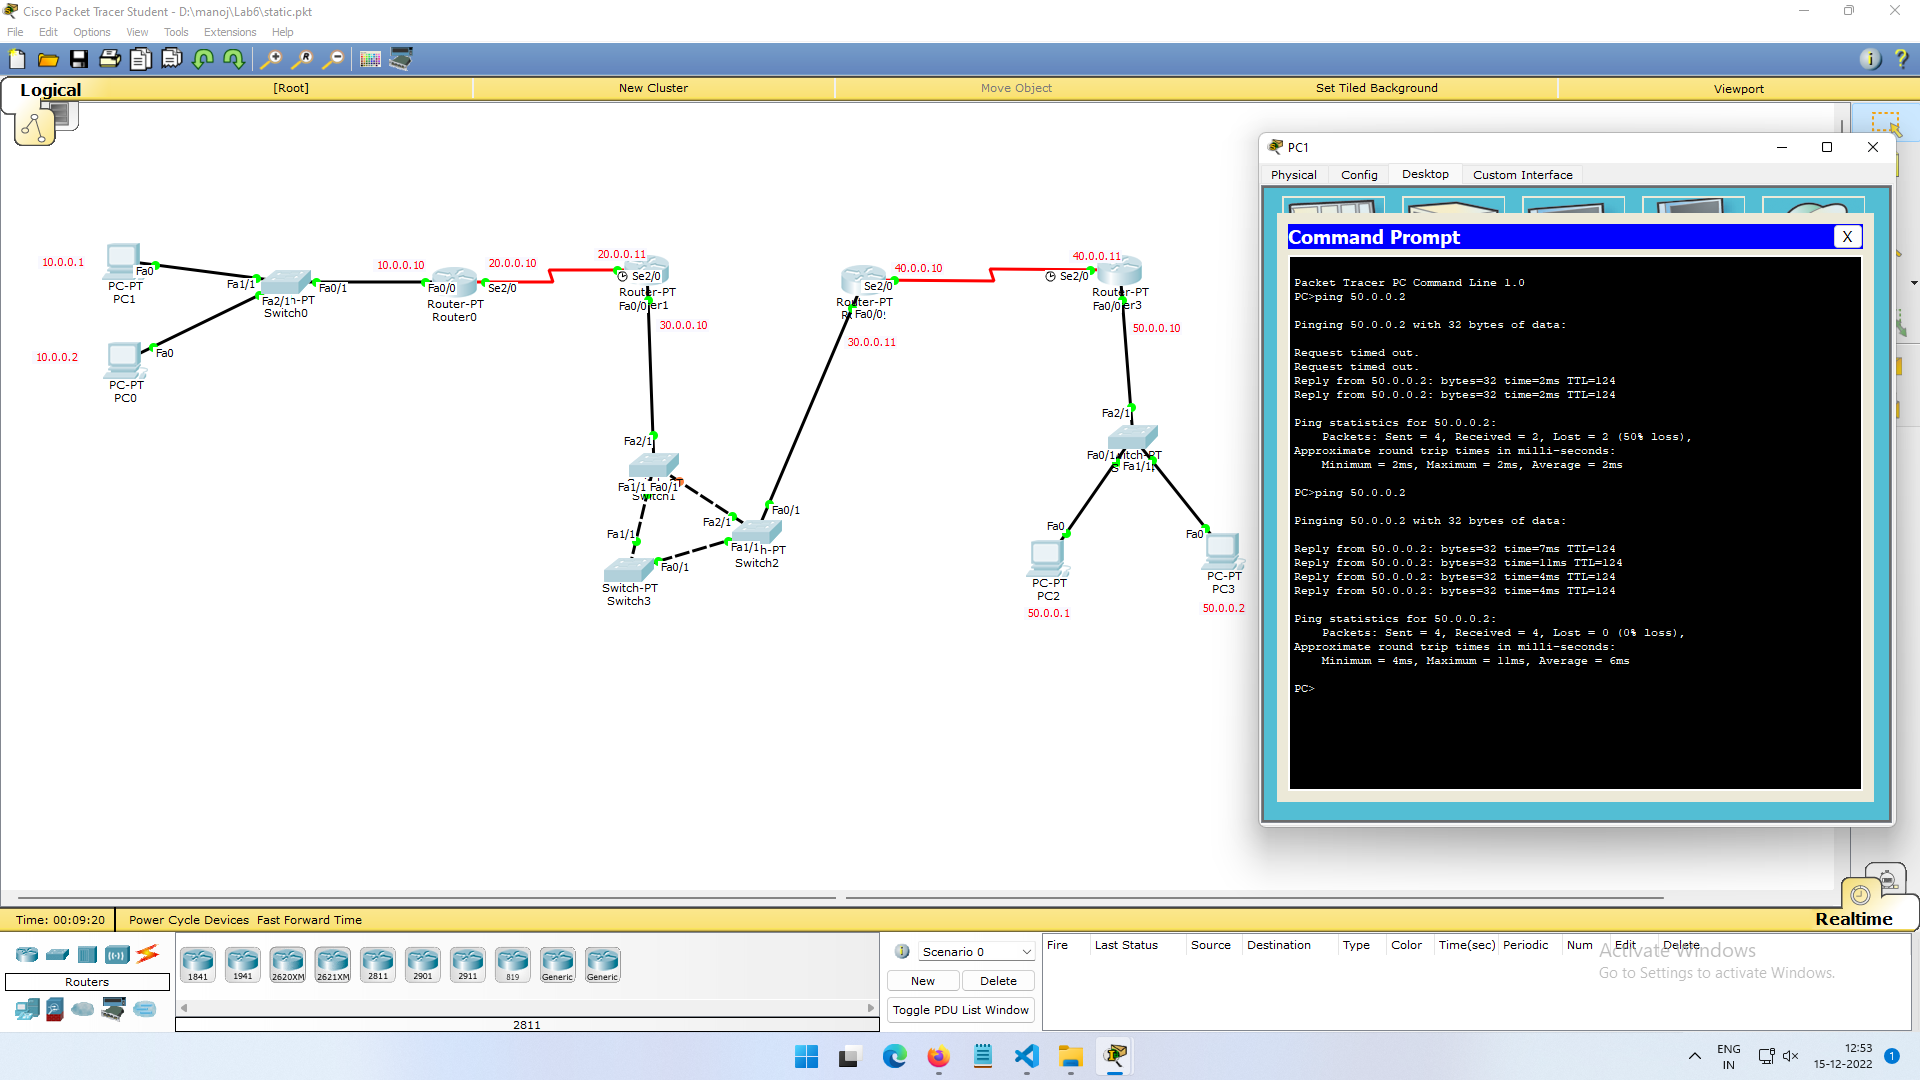 Cisco Packet Tracer Student - D:\manoj\Lab6\static.pkt
File Edit Options View Tools Extensions Help
Logical [Root] New Cluster Move Object Set Tiled Background Viewport
PC1
Physical Config Desktop Custom Interface
Command Prompt X
Packet Tracer PC Command Line 1.0
PC>ping 50.0.0.2
Pinging 50.0.0.2 with 32 bytes of data:
Request timed out.
Request timed out.
Reply from 50.0.0.2: bytes=32 time=2ms TTL=124
Reply from 50.0.0.2: bytes=32 time=2ms TTL=124
Ping statistics for 50.0.0.2:
Packets: Sent = 4, Received = 2, Lost = 2 (50% loss),
Approximate round trip times in milli-seconds:
Minimum = 2ms, Maximum = 2ms, Average = 2ms
PC>ping 50.0.0.2
Pinging 50.0.0.2 with 32 bytes of data:
Reply from 50.0.0.2: bytes=32 time=7ms TTL=124
Reply from 50.0.0.2: bytes=32 time=11ms TTL=124
Reply from 50.0.0.2: bytes=32 time=4ms TTL=124
Reply from 50.0.0.2: bytes=32 time=4ms TTL=124
Ping statistics for 50.0.0.2:
Packets: Sent = 4, Received = 4, Lost = 0 (0% loss),
Approximate round trip times in milli-seconds:
Minimum = 4ms, Maximum = 11ms, Average = 6ms
PC>
10.0.0.1
Fa0
PC-PT
PC1
10.0.0.2
Fa0
PC-PT
PC0
Fa1/1
Fa2/1
Fa0/1
Switch0
10.0.0.10
Fa0/0
Router-PT
Router0
20.0.0.10
Se2/0
20.0.0.11
Se2/0
Router-PT
Fa0/0
30.0.0.10
Fa2/1
Fa1/1 Fa0/1
Switch1
Fa1/1
Fa0/1
Switch-PT
Switch3
Fa2/1
Fa1/1
Fa0/1
Switch2
Se2/0
Router-PT
Fa0/0
30.0.0.11
40.0.0.10
40.0.0.11
Se2/0
Router-PT
Fa0/0
50.0.0.10
Fa2/1
Fa0/1
Fa1/1
Fa0
PC-PT
PC2
50.0.0.1
Fa0
PC-PT
PC3
50.0.0.2
Realtime
Time: 00:09:20 Power Cycle Devices Fast Forward Time
Routers
1841 1941 2620XM 2621XM 2811 2901 2911 819 Generic Generic
2811
Scenario 0
New Delete
Toggle PDU List Window
Fire Last Status Source Destination Type Color Time(sec) Periodic Num Edit Delete
Activate Windows
Go to Settings to activate Windows.
ENG
IN
12:53
15-12-2022
1